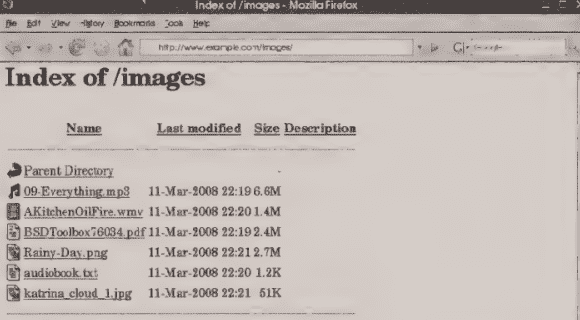 Index of /images - Mozilla Firefox
File Edit View History Bookmarks Tools Help
http://www.example.com/images/
Index of /images
Name Last modified Size Description
Parent Directory -
09-Everything.mp3 11-Mar-2008 22:19 6.6M
AKitchenOilFire.wmv 11-Mar-2008 22:20 1.4M
BSDToolbox76034.pdf 11-Mar-2008 22:19 2.4M
Rainy-Day.png 11-Mar-2008 22:21 2.7M
audiobook.txt 11-Mar-2008 22:20 1.2K
katrina_cloud_1.jpg 11-Mar-2008 22:21 51K